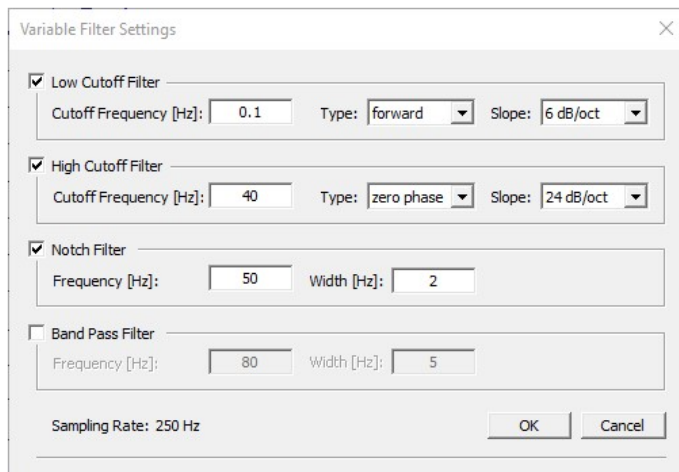 Variable Filter Settings
Low Cutoff Filter
Cutoff Frequency [Hz]: 0.1 Type: forward Slope: 6 dB/oct
High Cutoff Filter
Cutoff Frequency [Hz]: 40 Type: zero phase Slope: 24 dB/oct
Notch Filter
Frequency [Hz]: 50 Width [Hz]: 2
Band Pass Filter
Frequency [Hz]: 80 Width [Hz]: 5
Sampling Rate: 250 Hz OK Cancel